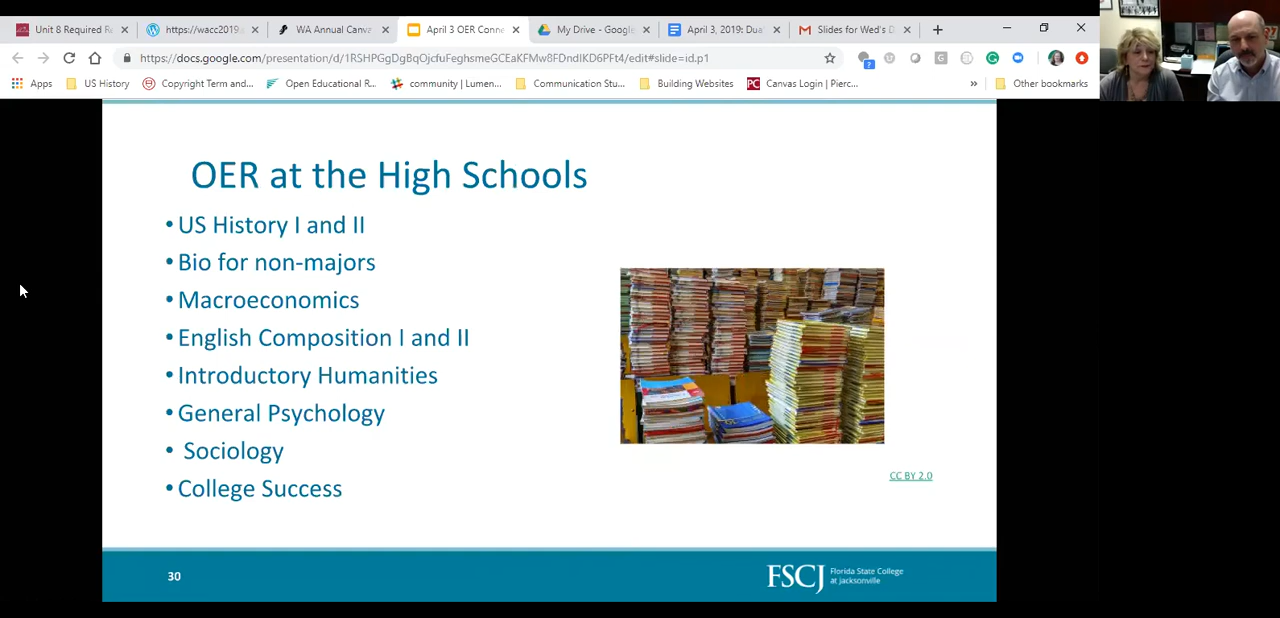 Unit 8 Required R
https://wacc2019.
WA Annual Canva
April 3 OER Conne
My Drive - Google
April 3, 2019: Dua
Slides for Wed's D
https://docs.google.com/presentation/d/1RSHPGgDgBqOjcfuFeghsmeGCEaKFMw8FDndIKD6PFt4/edit#slide=id.p1
Apps
US History
Copyright Term and...
Open Educational R...
community | Lumen...
Communication Stu...
Building Websites
PC
Canvas Login | Pierc...
»
Other bookmarks
OER at the High Schools
• US History I and II
• Bio for non-majors
• Macroeconomics
• English Composition I and II
• Introductory Humanities
• General Psychology
• Sociology
• College Success
CC BY 2.0
30
FSCJ
Florida State College
at Jacksonville